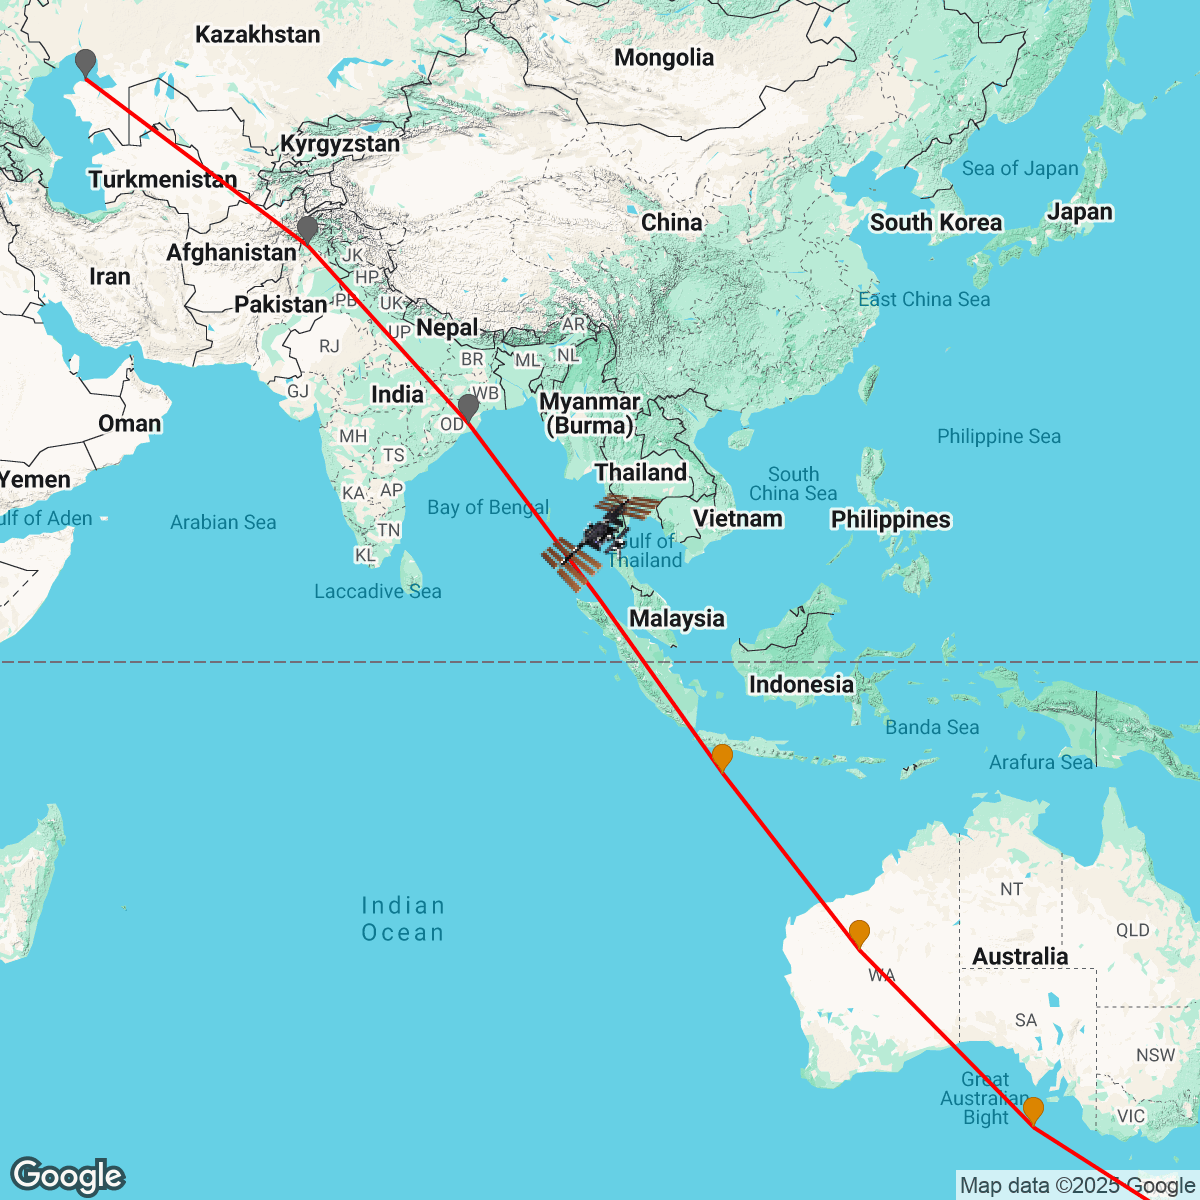 Kazakhstan
Mongolia
Kyrgyzstan
Sea of Japan
Turkmenistan
Japan
China
South Korea
Afghanistan
JK
Iran
HP
Pakistan
PB
UK
East China Sea
Nepal
AR
UP
RJ
BR
ML
NL
GJ
India
WB
Myanmar
(Burma)
Oman
OD
MH
Philippine Sea
TS
Thailand
Yemen
South
China Sea
KA
AP
Bay of Bengal
Gulf of Aden
Arabian Sea
Vietnam
Philippines
TN
Gulf of
Thailand
KL
Laccadive Sea
Malaysia
Indonesia
Banda Sea
Arafura Sea
NT
Indian
Ocean
QLD
Australia
WA
SA
NSW
Great
Australian
Bight
VIC
Google
Map data ©2025 Google